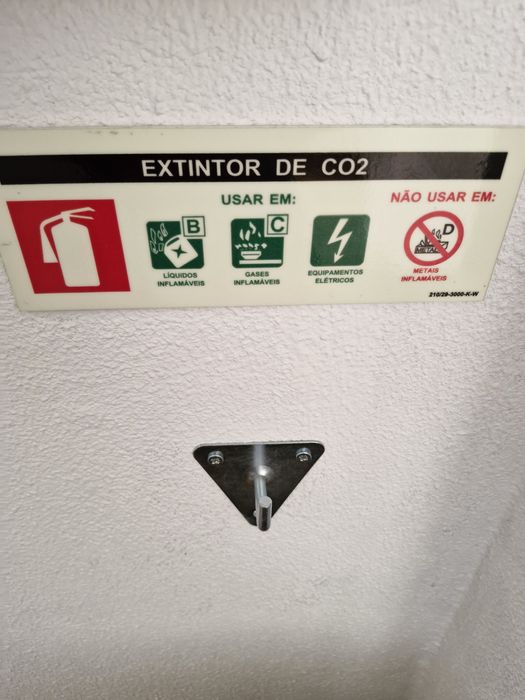 EXTINTOR DE CO2
USAR EM:
NÃO USAR EM:
B
LÍQUIDOS
INFLAMÁVEIS
C
GASES
INFLAMÁVEIS
EQUIPAMENTOS
ELÉTRICOS
D
METAL
METAIS
INFLAMÁVEIS
210/29-3000-K-W